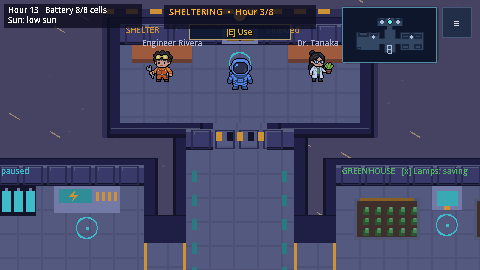 Hour 13 Battery 8/8 cells
Sun: low sun
SHELTERING • Hour 3/8
SHELTER
[E] Use
Engineer Rivera
Dr. Tanaka
paused
GREENHOUSE [x] Lamps: saving